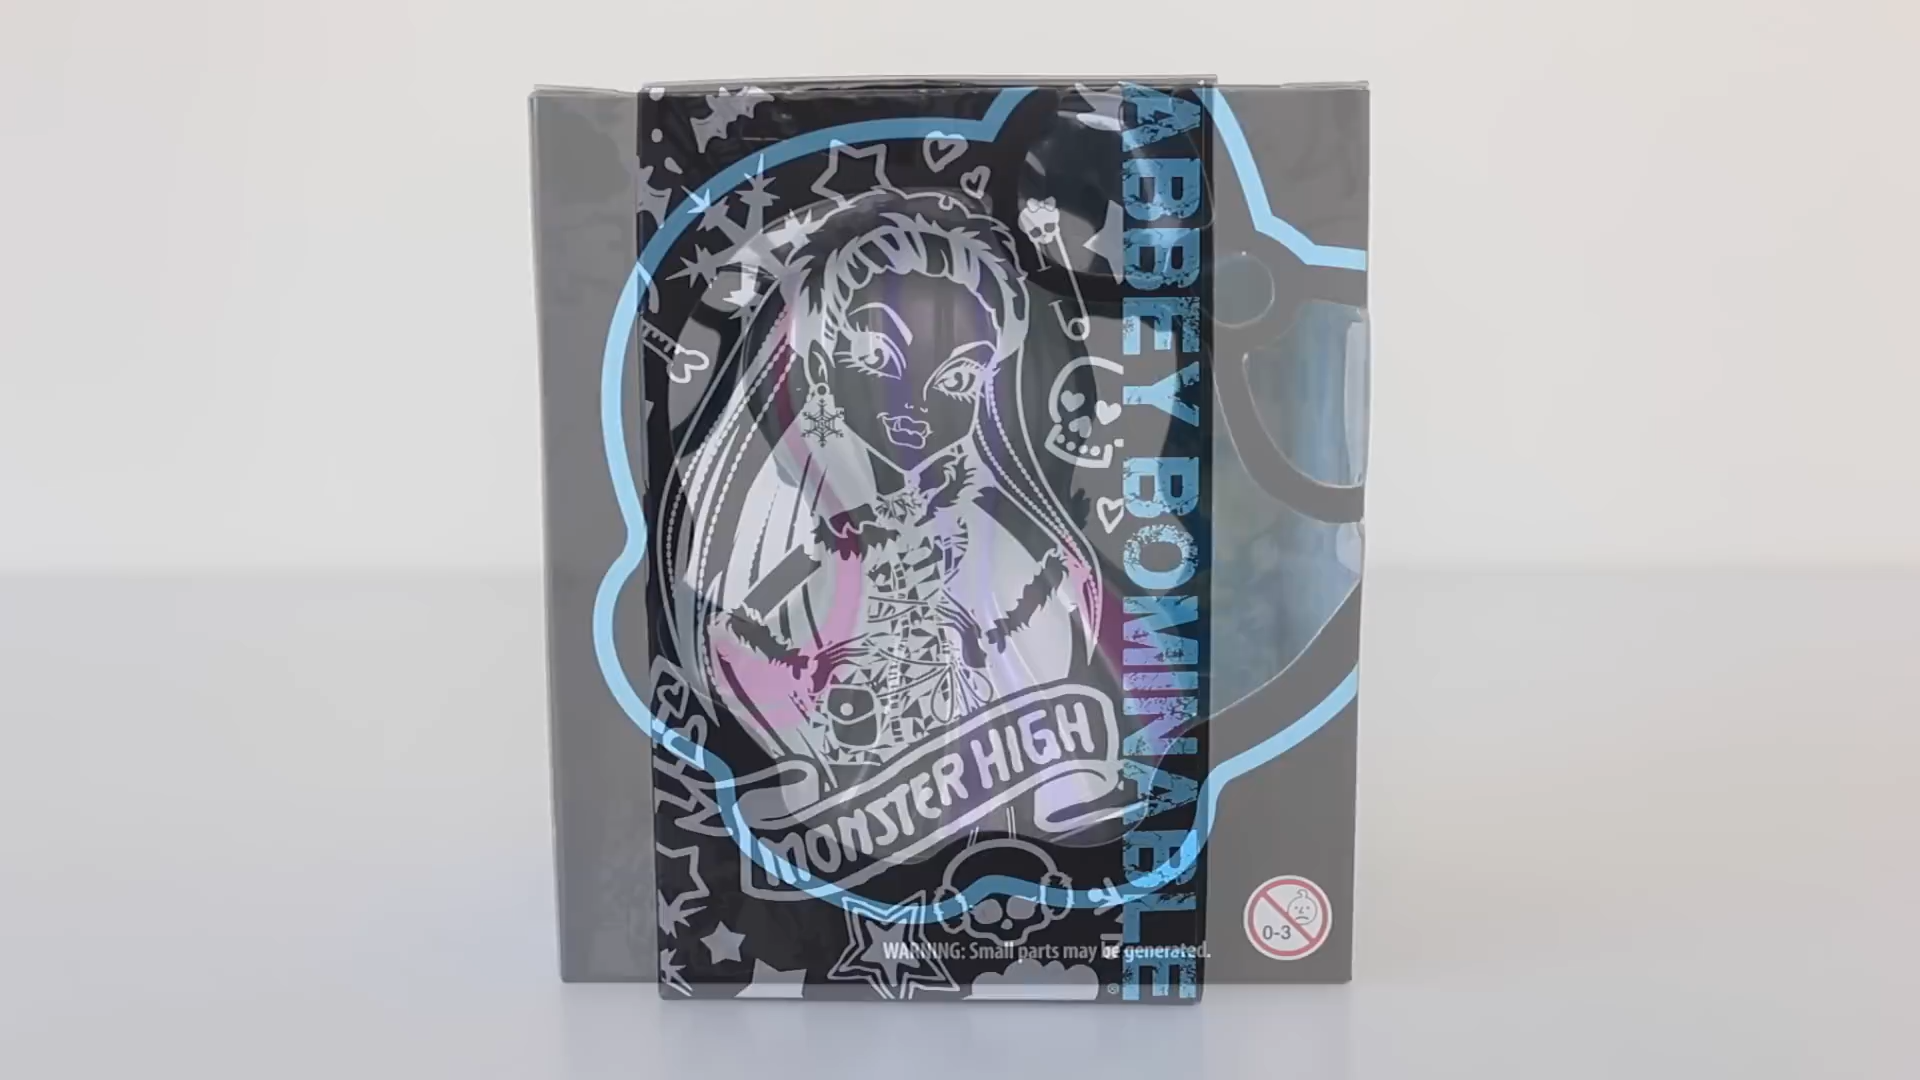 ABBEY BOMINABLE
MONSTER HIGH
WARNING: Small parts may be generated.
0-3
®